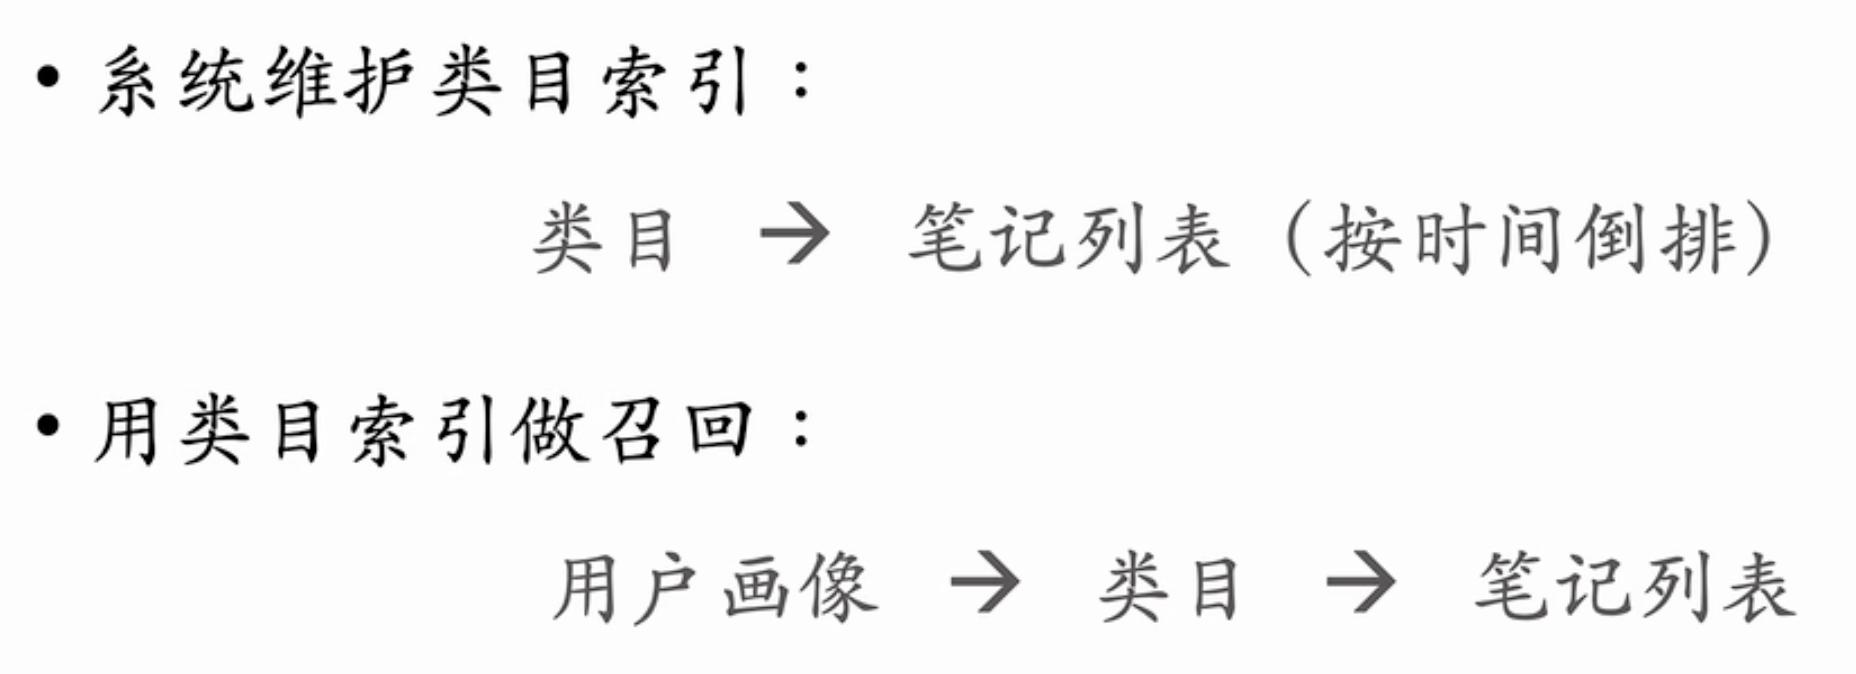 • 系统维护类目索引：
类目 → 笔记列表（按时间倒排）
• 用类目索引做召回：
用户画像 → 类目 → 笔记列表